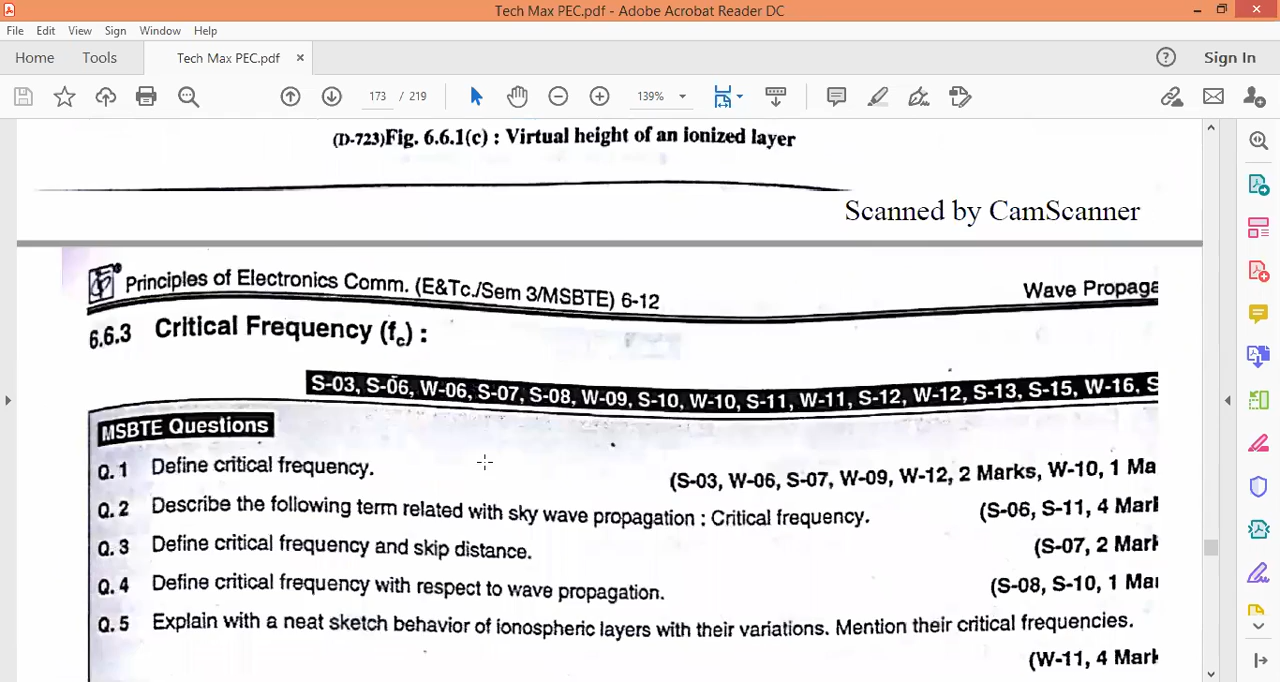 Tech Max PEC.pdf - Adobe Acrobat Reader DC
File Edit View Sign Window Help
Home Tools Tech Max PEC.pdf × Sign In
173 / 219 139%
(D-723)Fig. 6.6.1(c) : Virtual height of an ionized layer
Scanned by CamScanner
Principles of Electronics Comm. (E&Tc./Sem 3/MSBTE) 6-12 Wave Propaga
6.6.3 Critical Frequency (fc) :
S-03, S-06, W-06, S-07, S-08, W-09, S-10, W-10, S-11, W-11, S-12, W-12, S-13, S-15, W-16, S
MSBTE Questions
Q. 1 Define critical frequency.
(S-03, W-06, S-07, W-09, W-12, 2 Marks, W-10, 1 Ma
Q. 2 Describe the following term related with sky wave propagation : Critical frequency.
(S-06, S-11, 4 Mark
Q. 3 Define critical frequency and skip distance.
(S-07, 2 Mark
Q. 4 Define critical frequency with respect to wave propagation.
(S-08, S-10, 1 Mar
Q. 5 Explain with a neat sketch behavior of ionospheric layers with their variations. Mention their critical frequencies.
(W-11, 4 Mark